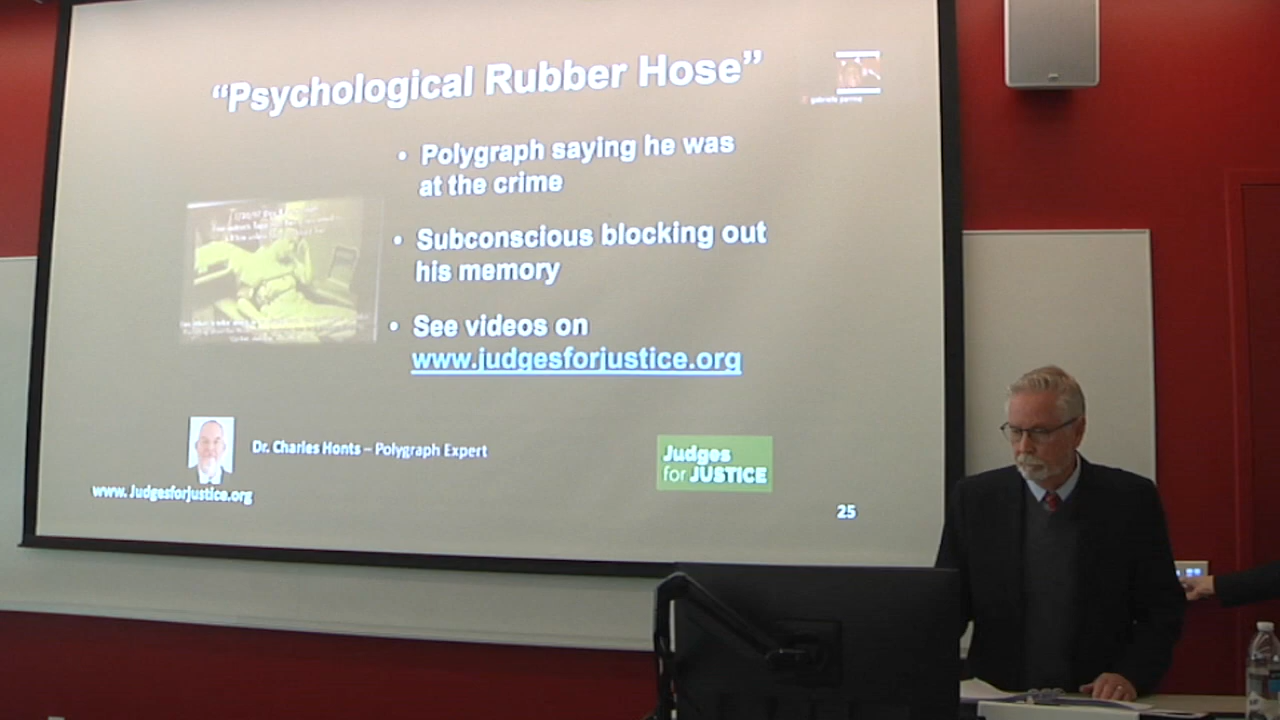 “Psychological Rubber Hose”
• Polygraph saying he was
at the crime
• Subconscious blocking out
his memory
• See videos on
www.judgesforjustice.org
Dr. Charles Honts – Polygraph Expert
www. Judgesforjustice.org
Judges
for JUSTICE
25